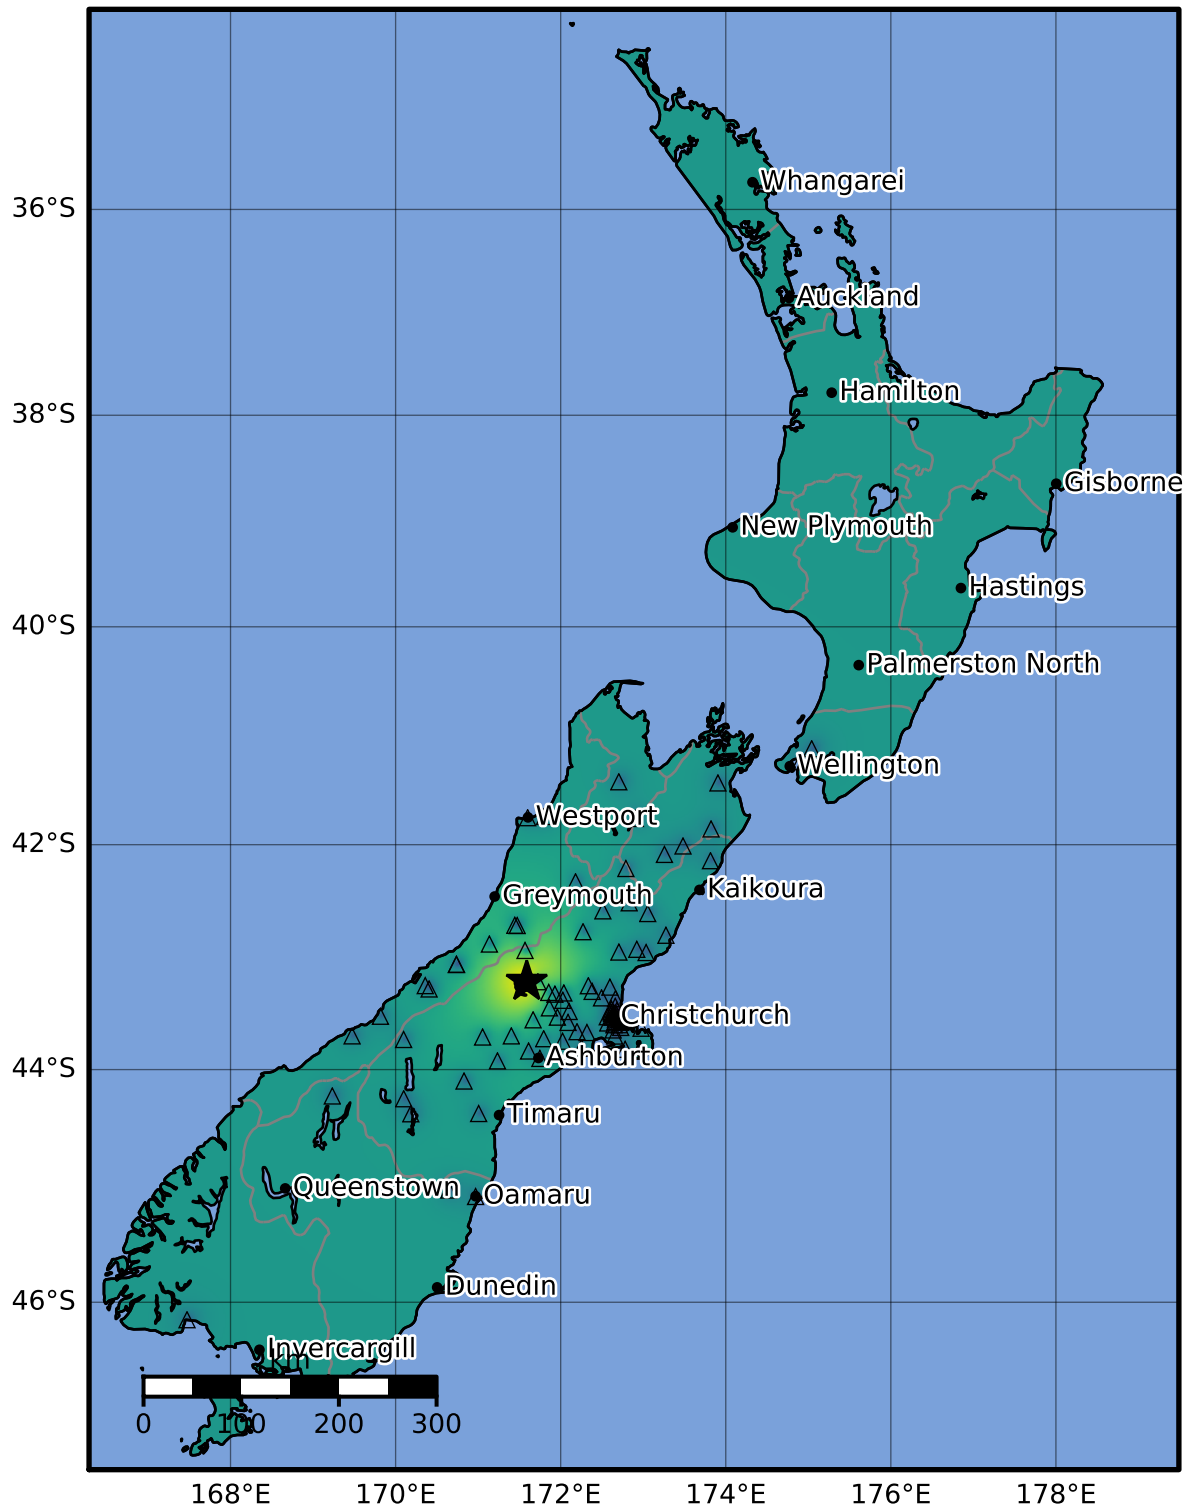 Whangarei
36°S
Auckland
Hamilton
38°S
Gisborne
New Plymouth
Hastings
40°S
Palmerston North
Wellington
Westport
42°S
Kaikoura
Greymouth
Christchurch
Ashburton
44°S
Timaru
Queenstown
Oamaru
Dunedin
46°S
Invercargill
km
0 100 200 300
168°E 170°E 172°E 174°E 176°E 178°E